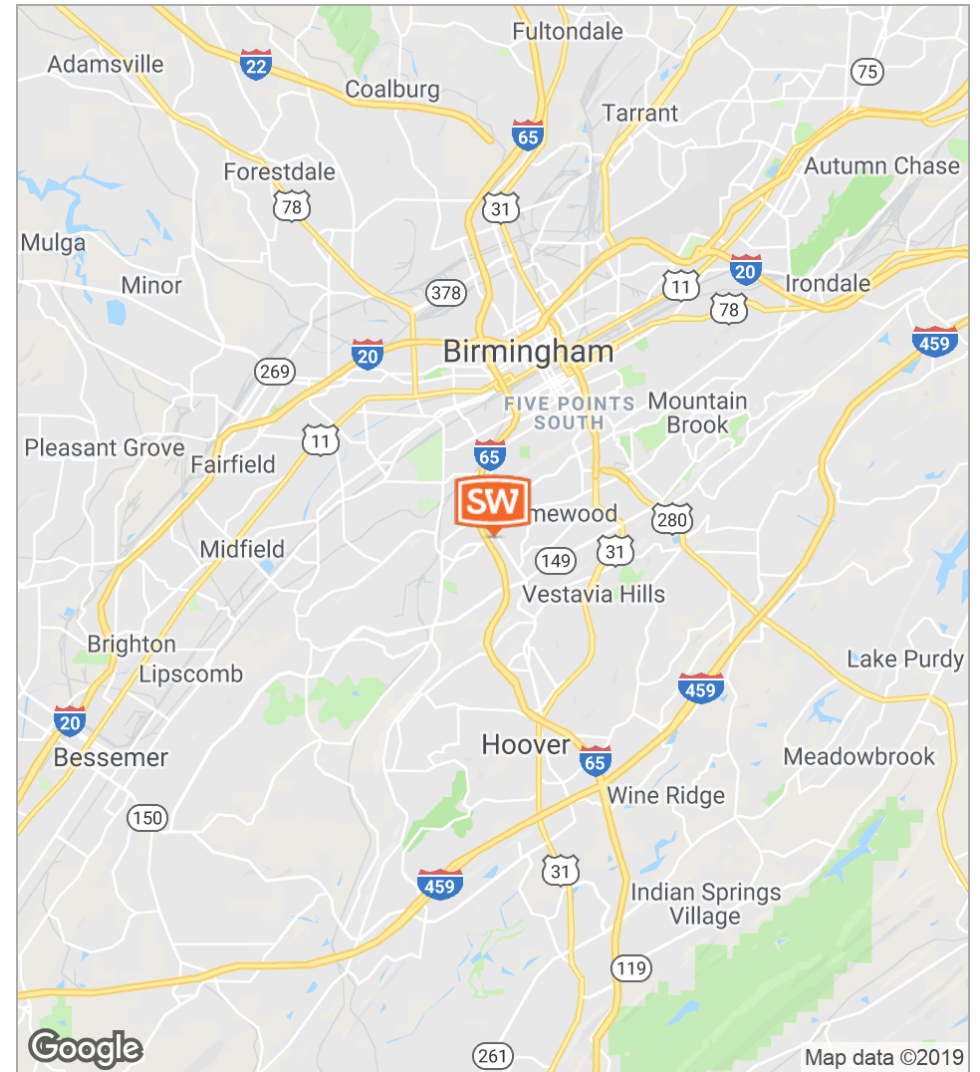 Fultondale
Adamsville
22
75
Coalburg
Tarrant
65
Autumn Chase
Forestdale
78
31
Mulga
20
Minor
Irondale
11
378
78
459
Birmingham
20
269
FIVE POINTS
SOUTH
Mountain
Brook
11
Pleasant Grove
65
Fairfield
SW
mewood
280
Midfield
149
31
Vestavia Hills
Brighton
Lake Purdy
Lipscomb
459
20
Hoover
Bessemer
65
Meadowbrook
Wine Ridge
150
31
459
Indian Springs
Village
119
Google
261
Map data ©2019